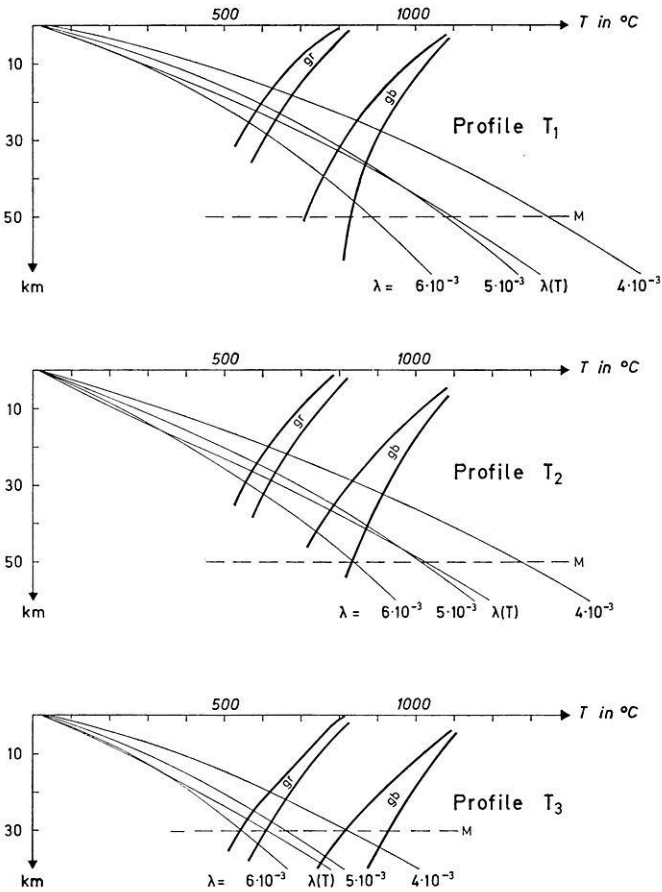 500 1000 T in °C
10
gr
gb
Profile T1
30
50 M
km λ = 6·10⁻³ 5·10⁻³ λ(T) 4·10⁻³
500 1000 T in °C
10
gr
gb
30 Profile T2
50 M
km λ = 6·10⁻³ 5·10⁻³ λ(T) 4·10⁻³
500 1000 T in °C
10
gr
gb
Profile T3
30 M
km λ = 6·10⁻³ λ(T) 5·10⁻³ 4·10⁻³